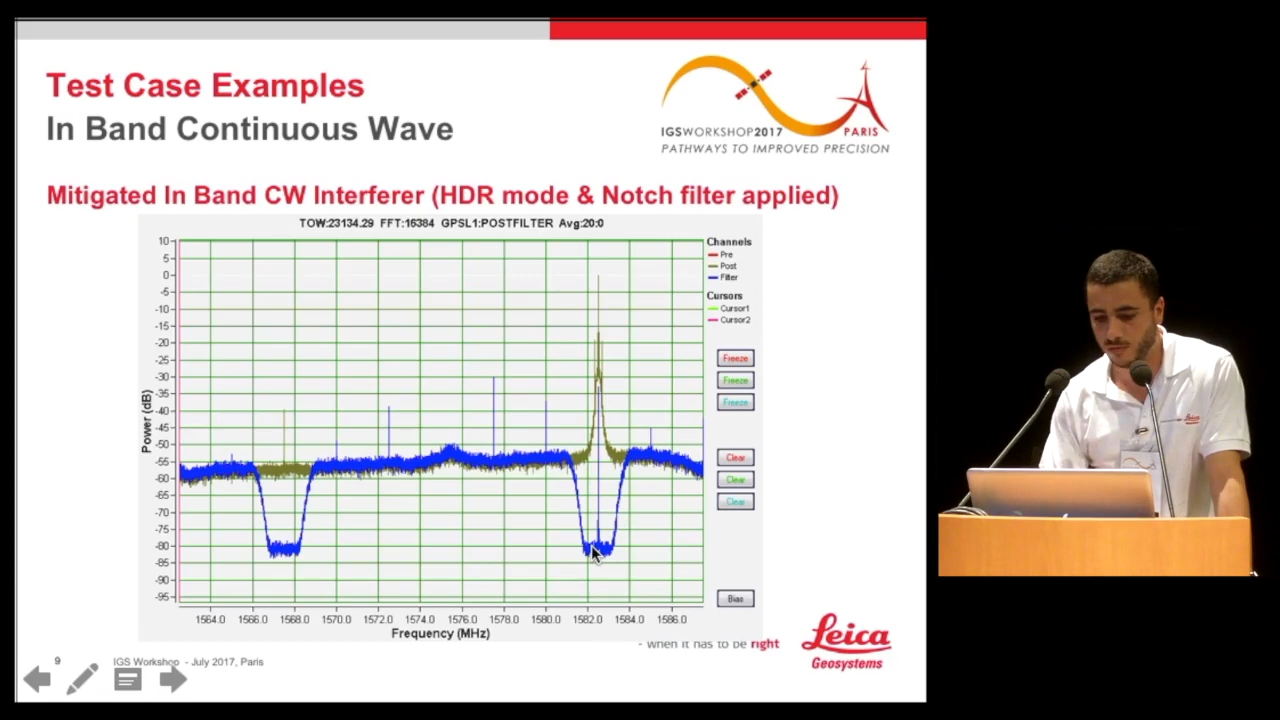 Test Case Examples
In Band Continuous Wave
IGSWORKSHOP2017 PARIS
PATHWAYS TO IMPROVED PRECISION
Mitigated In Band CW Interferer (HDR mode & Notch filter applied)
TOW:23134.29 FFT:16384 GPSL1:POSTFILTER Avg:20:0
Channels
Pre
Post
Filter
Cursors
Cursor1
Cursor2
Freeze
Freeze
Freeze
Clear
Clear
Clear
Bias
Power (dB)
10
5
0
-5
-10
-15
-20
-25
-30
-35
-40
-45
-50
-55
-60
-65
-70
-75
-80
-85
-90
-95
1564.0 1566.0 1568.0 1570.0 1572.0 1574.0 1576.0 1578.0 1580.0 1582.0 1584.0 1586.0
Frequency (MHz)
- when it has to be right
Leica
Geosystems
9 IGS Workshop - July 2017, Paris
Leica